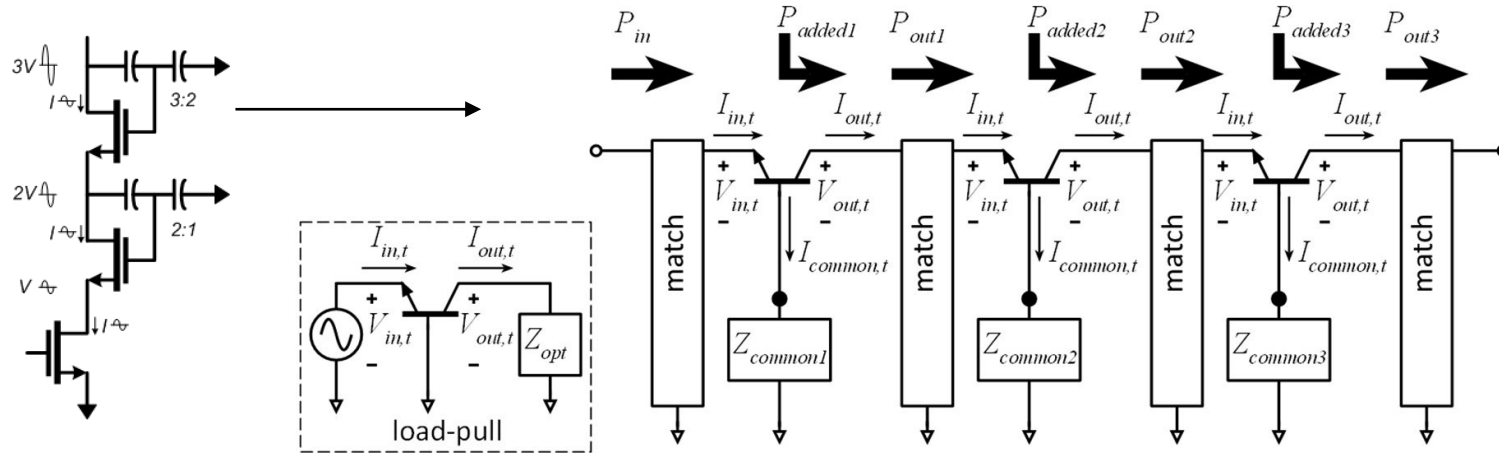 3V
I
3:2
2V
I
2:1
V
I
P_in
P_added1
P_out1
P_added2
P_out2
P_added3
P_out3
I_in,t
I_out,t
I_in,t
I_out,t
I_in,t
I_out,t
match
+
V_in,t
-
+
V_out,t
-
match
+
V_in,t
-
+
V_out,t
-
match
+
V_in,t
-
+
V_out,t
-
match
I_common,t
I_common,t
I_common,t
Z_common1
Z_common2
Z_common3
I_in,t
I_out,t
+
V_in,t
-
+
V_out,t
-
Z_opt
load-pull